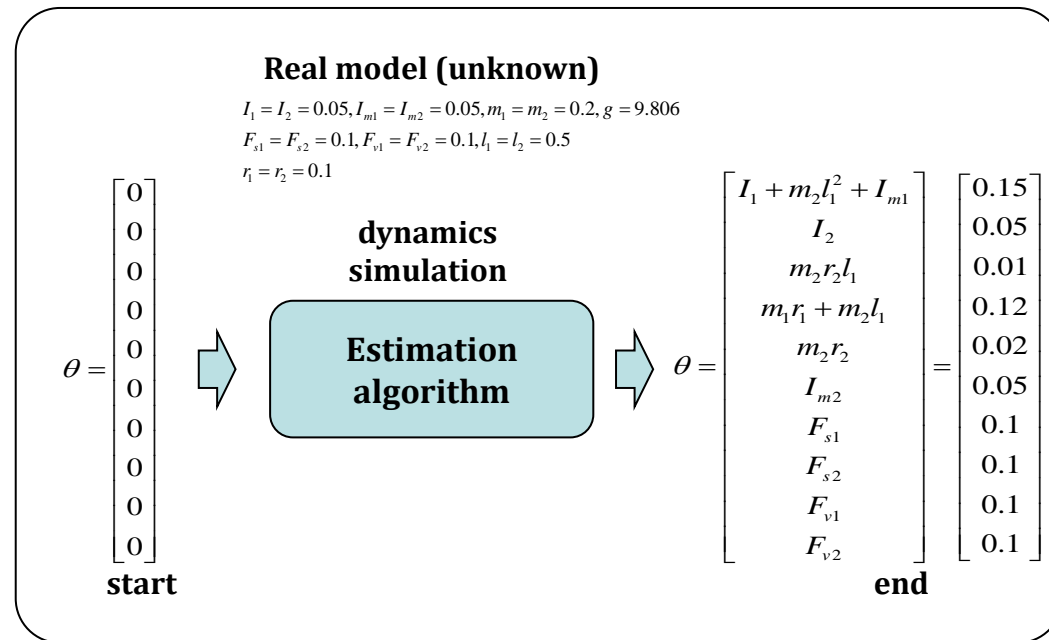 Real model (unknown)
I₁ = I₂ = 0.05, Iₘ₁ = Iₘ₂ = 0.05, m₁ = m₂ = 0.2, g = 9.806
Fₛ₁ = Fₛ₂ = 0.1, Fᵥ₁ = Fᵥ₂ = 0.1, l₁ = l₂ = 0.5
r₁ = r₂ = 0.1
dynamics
simulation
Estimation
algorithm
θ =
0
0
0
0
0
0
0
0
0
0
start
θ =
I₁ + m₂l₁² + Iₘ₁
I₂
m₂r₂l₁
m₁r₁ + m₂l₁
m₂r₂
Iₘ₂
Fₛ₁
Fₛ₂
Fᵥ₁
Fᵥ₂
=
0.15
0.05
0.01
0.12
0.02
0.05
0.1
0.1
0.1
0.1
end